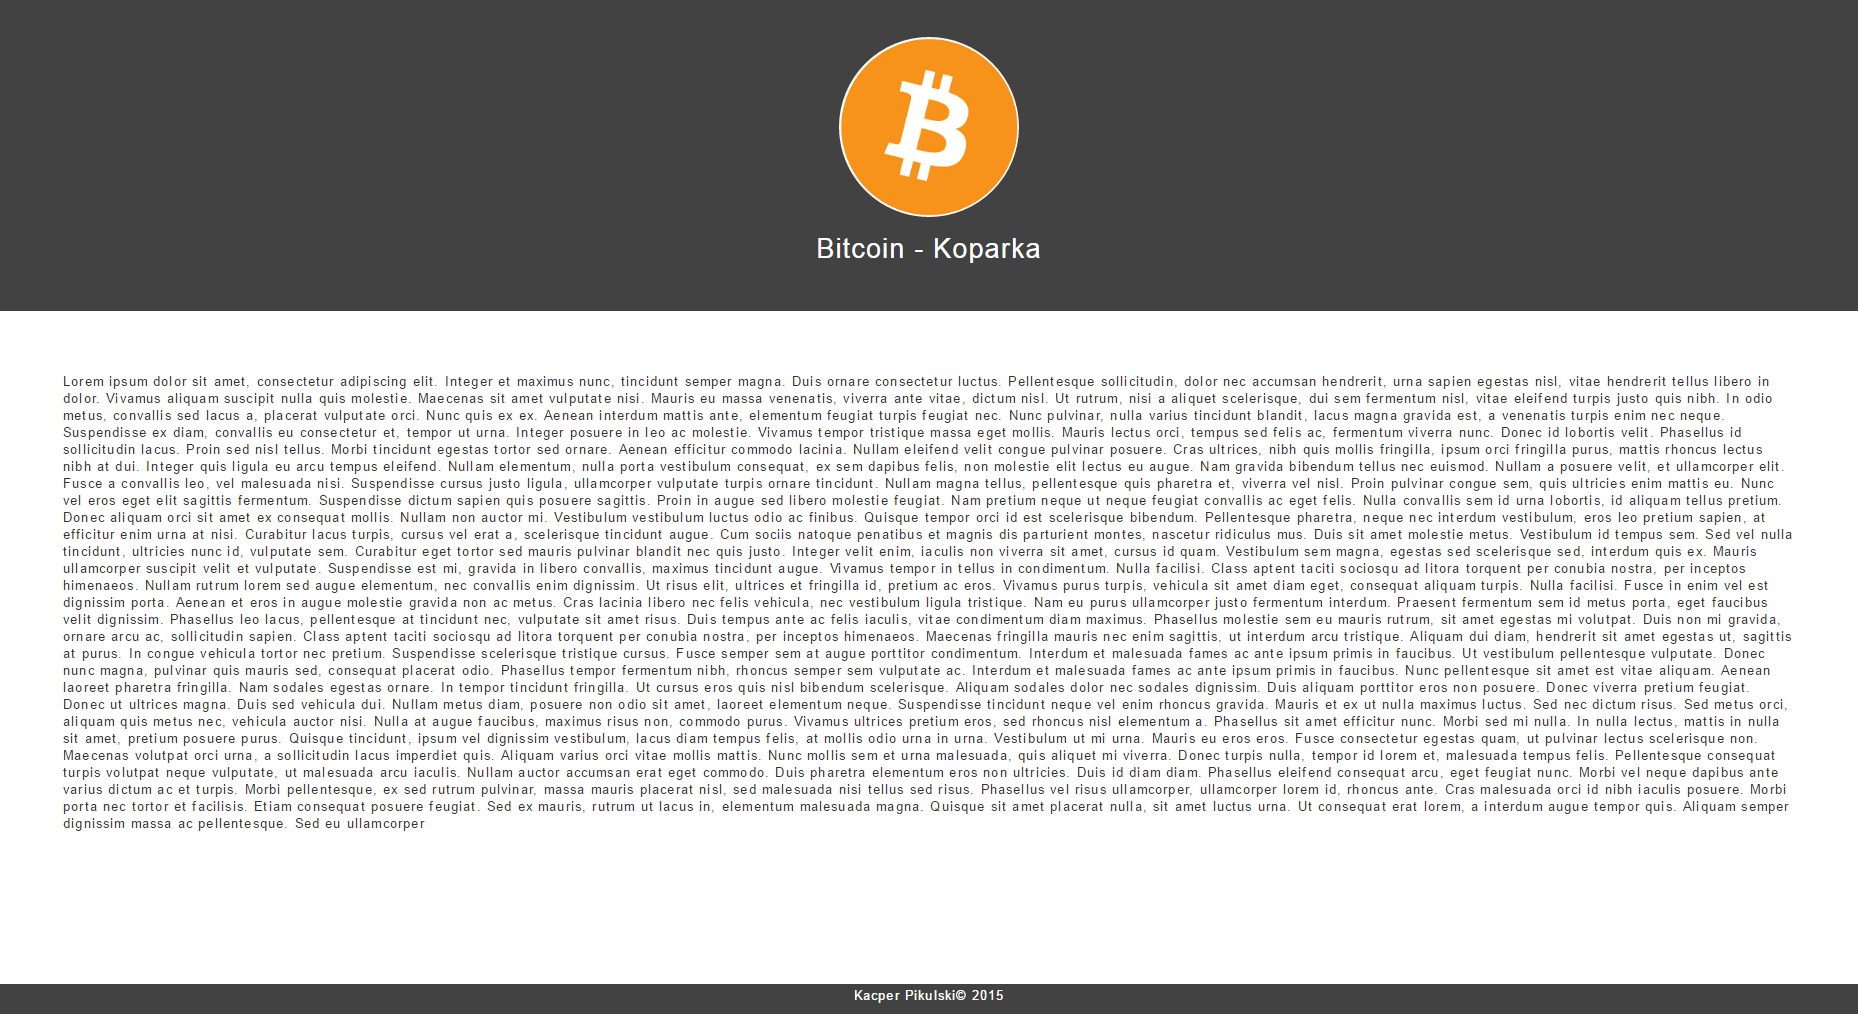 Bitcoin - Koparka
Lorem ipsum dolor sit amet, consectetur adipiscing elit. Integer et maximus nunc, tincidunt semper magna. Duis ornare consectetur luctus. Pellentesque sollicitudin, dolor nec accumsan hendrerit, urna sapien egestas nisl, vitae hendrerit tellus libero in
dolor. Vivamus aliquam suscipit nulla quis molestie. Maecenas sit amet vulputate nisi. Mauris eu massa venenatis, viverra ante vitae, dictum nisl. Ut rutrum, nisi a aliquet scelerisque, dui sem fermentum nisl, vitae eleifend turpis justo quis nibh. In odio
metus, convallis sed lacus a, placerat vulputate orci. Nunc quis ex ex. Aenean interdum mattis ante, elementum feugiat turpis feugiat nec. Nunc pulvinar, nulla varius tincidunt blandit, lacus magna gravida est, a venenatis turpis enim nec neque.
Suspendisse ex diam, convallis eu consectetur et, tempor ut urna. Integer posuere in leo ac molestie. Vivamus tempor tristique massa eget mollis. Mauris lectus orci, tempus sed felis ac, fermentum viverra nunc. Donec id lobortis velit. Phasellus id
sollicitudin lacus. Proin sed nisl tellus. Morbi tincidunt egestas tortor sed ornare. Aenean efficitur commodo lacinia. Nullam eleifend velit congue pulvinar posuere. Cras ultrices, nibh quis mollis fringilla, ipsum orci fringilla purus, mattis rhoncus lectus
nibh at dui. Integer quis ligula eu arcu tempus eleifend. Nullam elementum, nulla porta vestibulum consequat, ex sem dapibus felis, non molestie elit lectus eu augue. Nam gravida bibendum tellus nec euismod. Nullam a posuere velit, et ullamcorper elit.
Fusce a convallis leo, vel malesuada nisi. Suspendisse cursus justo ligula, ullamcorper vulputate turpis ornare tincidunt. Nullam magna tellus, pellentesque quis pharetra et, viverra vel nisl. Proin pulvinar congue sem, quis ultricies enim mattis eu. Nunc
vel eros eget elit sagittis fermentum. Suspendisse dictum sapien quis posuere sagittis. Proin in augue sed libero molestie feugiat. Nam pretium neque ut neque feugiat convallis ac eget felis. Nulla convallis sem id urna lobortis, id aliquam tellus pretium.
Donec aliquam orci sit amet ex consequat mollis. Nullam non auctor mi. Vestibulum vestibulum luctus odio ac finibus. Quisque tempor orci id est scelerisque bibendum. Pellentesque pharetra, neque nec interdum vestibulum, eros leo pretium sapien, at
efficitur enim urna at nisi. Curabitur lacus turpis, cursus vel erat a, scelerisque tincidunt augue. Cum sociis natoque penatibus et magnis dis parturient montes, nascetur ridiculus mus. Duis sit amet molestie metus. Vestibulum id tempus sem. Sed vel nulla
tincidunt, ultricies nunc id, vulputate sem. Curabitur eget tortor sed mauris pulvinar blandit nec quis justo. Integer velit enim, iaculis non viverra sit amet, cursus id quam. Vestibulum sem magna, egestas sed scelerisque sed, interdum quis ex. Mauris
ullamcorper suscipit velit et vulputate. Suspendisse est mi, gravida in libero convallis, maximus tincidunt augue. Vivamus tempor in tellus in condimentum. Nulla facilisi. Class aptent taciti sociosqu ad litora torquent per conubia nostra, per inceptos
himenaeos. Nullam rutrum lorem sed augue elementum, nec convallis enim dignissim. Ut risus elit, ultrices et fringilla id, pretium ac eros. Vivamus purus turpis, vehicula sit amet diam eget, consequat aliquam turpis. Nulla facilisi. Fusce in enim vel est
dignissim porta. Aenean et eros in augue molestie gravida non ac metus. Cras lacinia libero nec felis vehicula, nec vestibulum ligula tristique. Nam eu purus ullamcorper justo fermentum interdum. Praesent fermentum sem id metus porta, eget faucibus
velit dignissim. Phasellus leo lacus, pellentesque at tincidunt nec, vulputate sit amet risus. Duis tempus ante ac felis iaculis, vitae condimentum diam maximus. Phasellus molestie sem eu mauris rutrum, sit amet egestas mi volutpat. Duis non mi gravida,
ornare arcu ac, sollicitudin sapien. Class aptent taciti sociosqu ad litora torquent per conubia nostra, per inceptos himenaeos. Maecenas fringilla mauris nec enim sagittis, ut interdum arcu tristique. Aliquam dui diam, hendrerit sit amet egestas ut, sagittis
at purus. In congue vehicula tortor nec pretium. Suspendisse scelerisque tristique cursus. Fusce semper sem at augue porttitor condimentum. Interdum et malesuada fames ac ante ipsum primis in faucibus. Ut vestibulum pellentesque vulputate. Donec
nunc magna, pulvinar quis mauris sed, consequat placerat odio. Phasellus tempor fermentum nibh, rhoncus semper sem vulputate ac. Interdum et malesuada fames ac ante ipsum primis in faucibus. Nunc pellentesque sit amet est vitae aliquam. Aenean
laoreet pharetra fringilla. Nam sodales egestas ornare. In tempor tincidunt fringilla. Ut cursus eros quis nisl bibendum scelerisque. Aliquam sodales dolor nec sodales dignissim. Duis aliquam porttitor eros non posuere. Donec viverra pretium feugiat.
Donec ut ultrices magna. Duis sed vehicula dui. Nullam metus diam, posuere non odio sit amet, laoreet elementum neque. Suspendisse tincidunt neque vel enim rhoncus gravida. Mauris et ex ut nulla maximus luctus. Sed nec dictum risus. Sed metus orci,
aliquam quis metus nec, vehicula auctor nisi. Nulla at augue faucibus, maximus risus non, commodo purus. Vivamus ultrices pretium eros, sed rhoncus nisl elementum a. Phasellus sit amet efficitur nunc. Morbi sed mi nulla. In nulla lectus, mattis in nulla
sit amet, pretium posuere purus. Quisque tincidunt, ipsum vel dignissim vestibulum, lacus diam tempus felis, at mollis odio urna in urna. Vestibulum ut mi urna. Mauris eu eros eros. Fusce consectetur egestas quam, ut pulvinar lectus scelerisque non.
Maecenas volutpat orci urna, a sollicitudin lacus imperdiet quis. Aliquam varius orci vitae mollis mattis. Nunc mollis sem et urna malesuada, quis aliquet mi viverra. Donec turpis nulla, tempor id lorem et, malesuada tempus felis. Pellentesque consequat
turpis volutpat neque vulputate, ut malesuada arcu iaculis. Nullam auctor accumsan erat eget commodo. Duis pharetra elementum eros non ultricies. Duis id diam diam. Phasellus eleifend consequat arcu, eget feugiat nunc. Morbi vel neque dapibus ante
varius dictum ac et turpis. Morbi pellentesque, ex sed rutrum pulvinar, massa mauris placerat nisl, sed malesuada nisi tellus sed risus. Phasellus vel risus ullamcorper, ullamcorper lorem id, rhoncus ante. Cras malesuada orci id nibh iaculis posuere. Morbi
porta nec tortor et facilisis. Etiam consequat posuere feugiat. Sed ex mauris, rutrum ut lacus in, elementum malesuada magna. Quisque sit amet placerat nulla, sit amet luctus urna. Ut consequat erat lorem, a interdum augue tempor quis. Aliquam semper
dignissim massa ac pellentesque. Sed eu ullamcorper
Kacper Pikulski© 2015